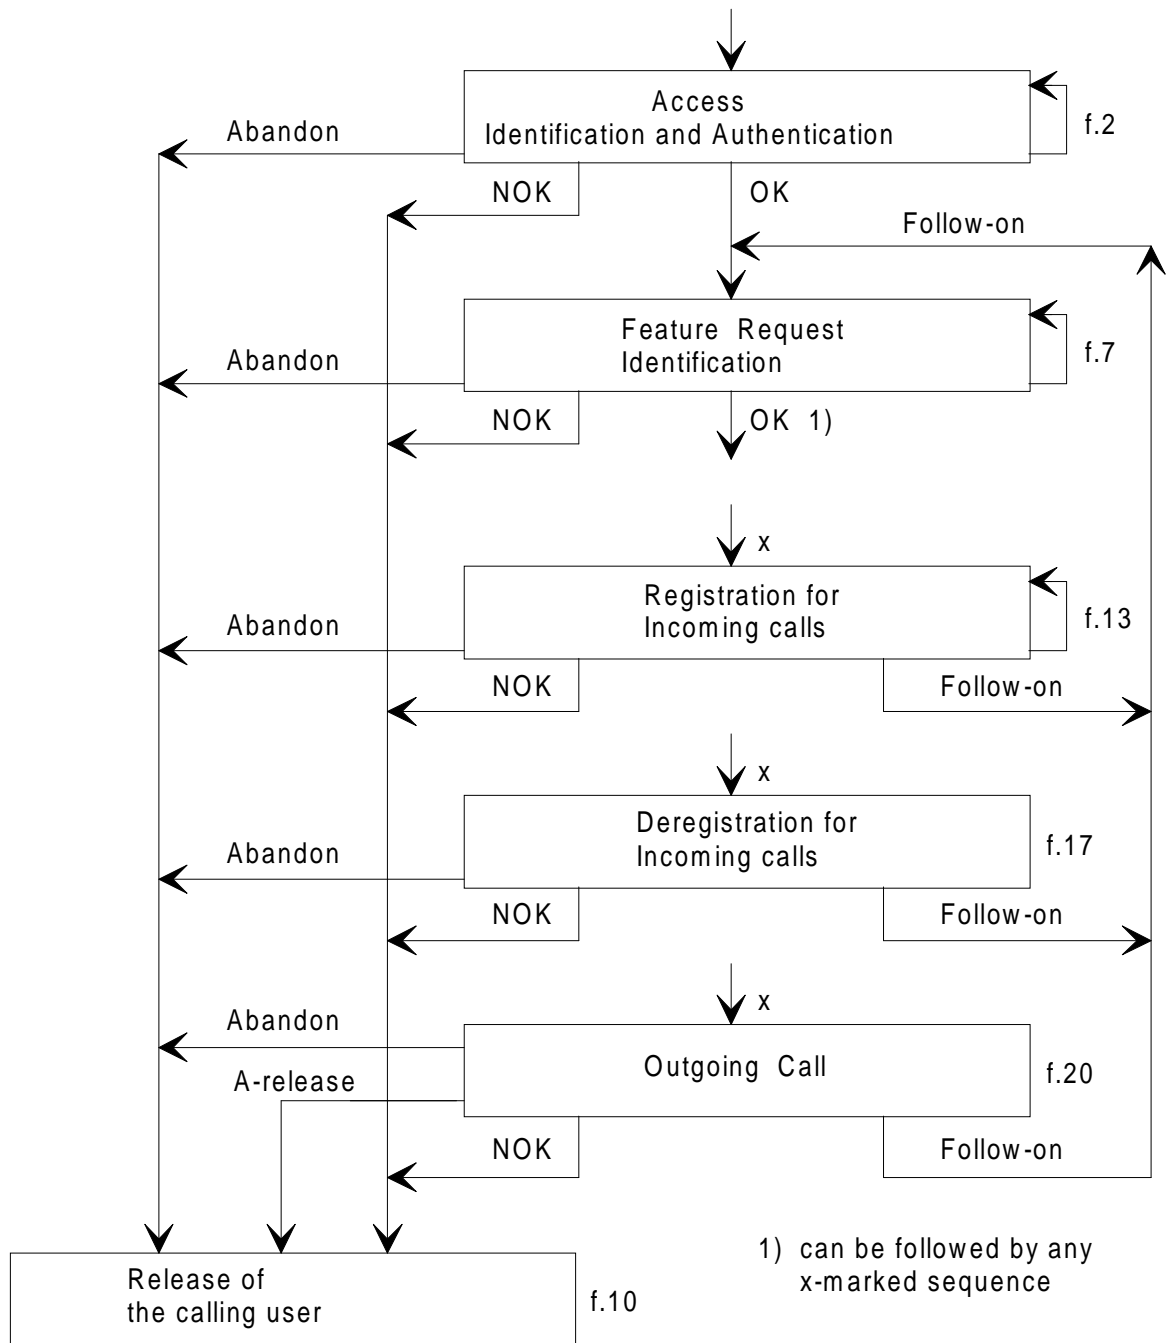 Access
Identification and Authentication
f.2
Abandon
NOK
OK
Follow-on
Feature Request
Identification
f.7
Abandon
NOK
OK 1)
x
Registration for
Incoming calls
f.13
Abandon
NOK
Follow-on
x
Deregistration for
Incoming calls
f.17
Abandon
NOK
Follow-on
x
Abandon
Outgoing Call
f.20
A-release
NOK
Follow-on
1) can be followed by any
x-marked sequence
Release of
the calling user
f.10